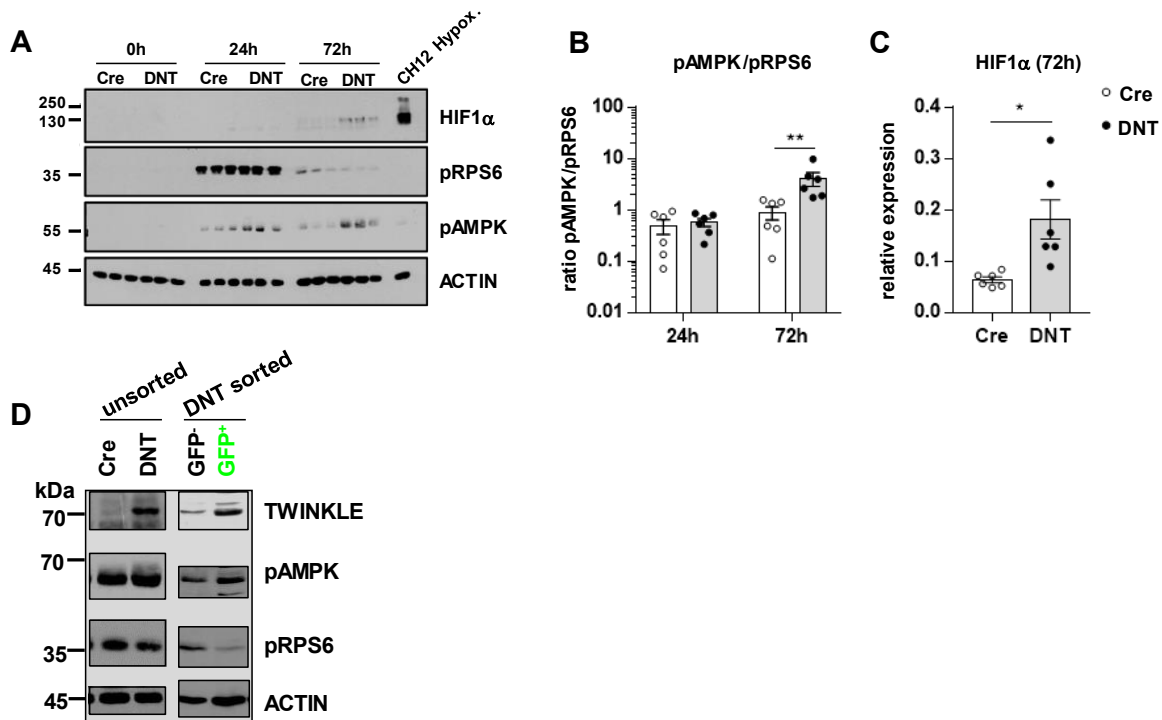 A
0h 24h 72h CH12 Hypox.
Cre DNT Cre DNT Cre DNT
250
130
HIF1α
35
pRPS6
55
pAMPK
45
ACTIN
B
pAMPK/pRPS6
ratio pAMPK/pRPS6
100
10
1
0.1
0.01
**
24h 72h
C
HIF1α (72h)
relative expression
0.4
0.3
0.2
0.1
0.0
*
Cre DNT
Cre
DNT
D
unsorted DNT sorted
Cre DNT GFP- GFP+
kDa
70
TWINKLE
70
pAMPK
35
pRPS6
45
ACTIN